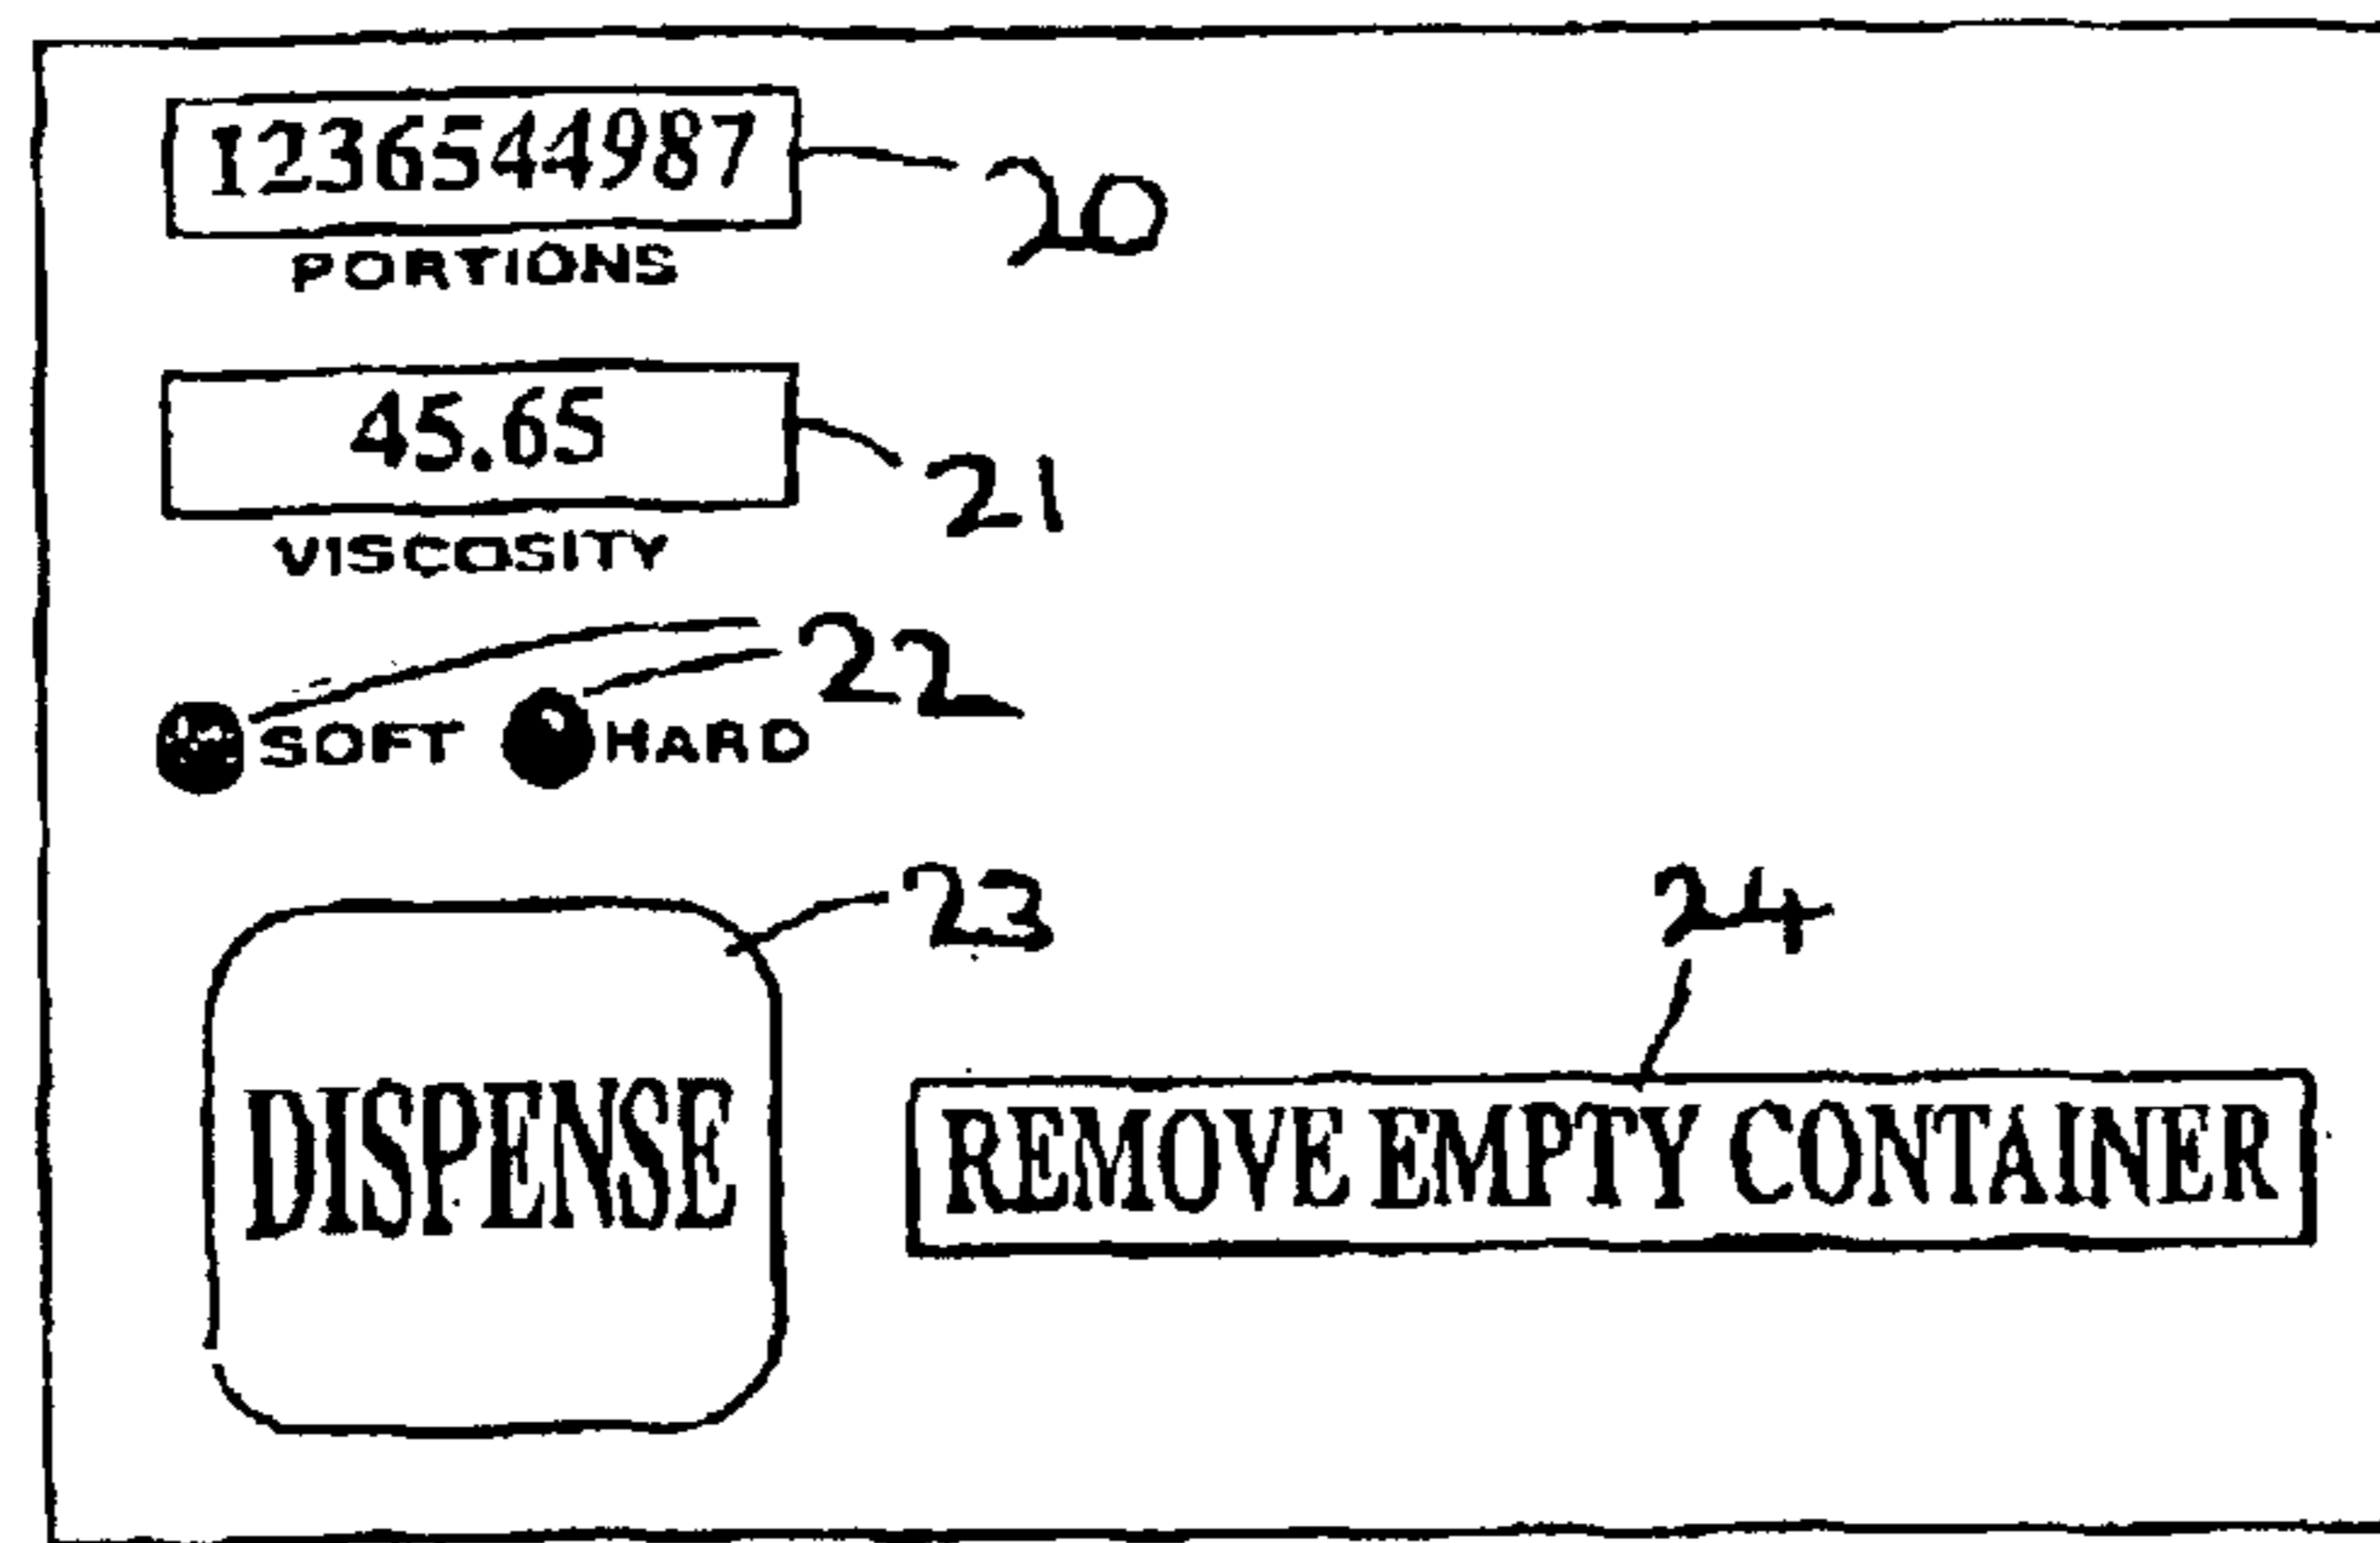 1236544987 20
PORTIONS
45.65 21
VISCOSITY
22
SOFT HARD
23 24
DISPENSE REMOVE EMPTY CONTAINER